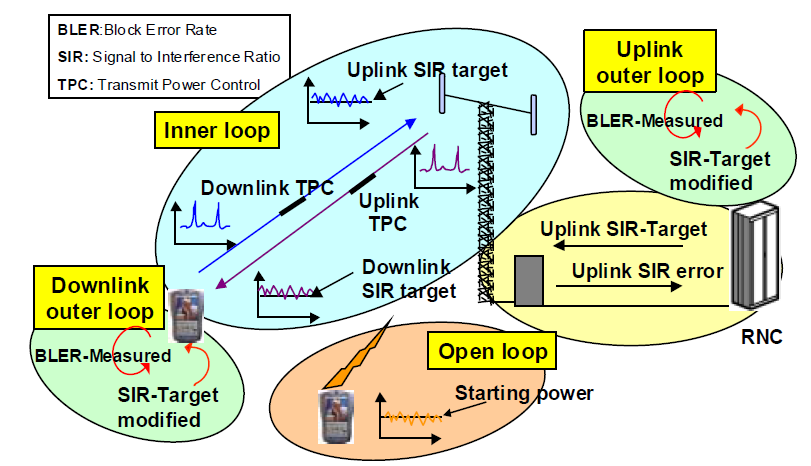 BLER:Block Error Rate
SIR: Signal to Interference Ratio
TPC: Transmit Power Control
Uplink SIR target
Inner loop
Downlink TPC
Uplink
TPC
Downlink
SIR target
Uplink
outer loop
BLER-Measured
SIR-Target
modified
Uplink SIR-Target
Uplink SIR error
RNC
Downlink
outer loop
BLER-Measured
SIR-Target
modified
Open loop
Starting power